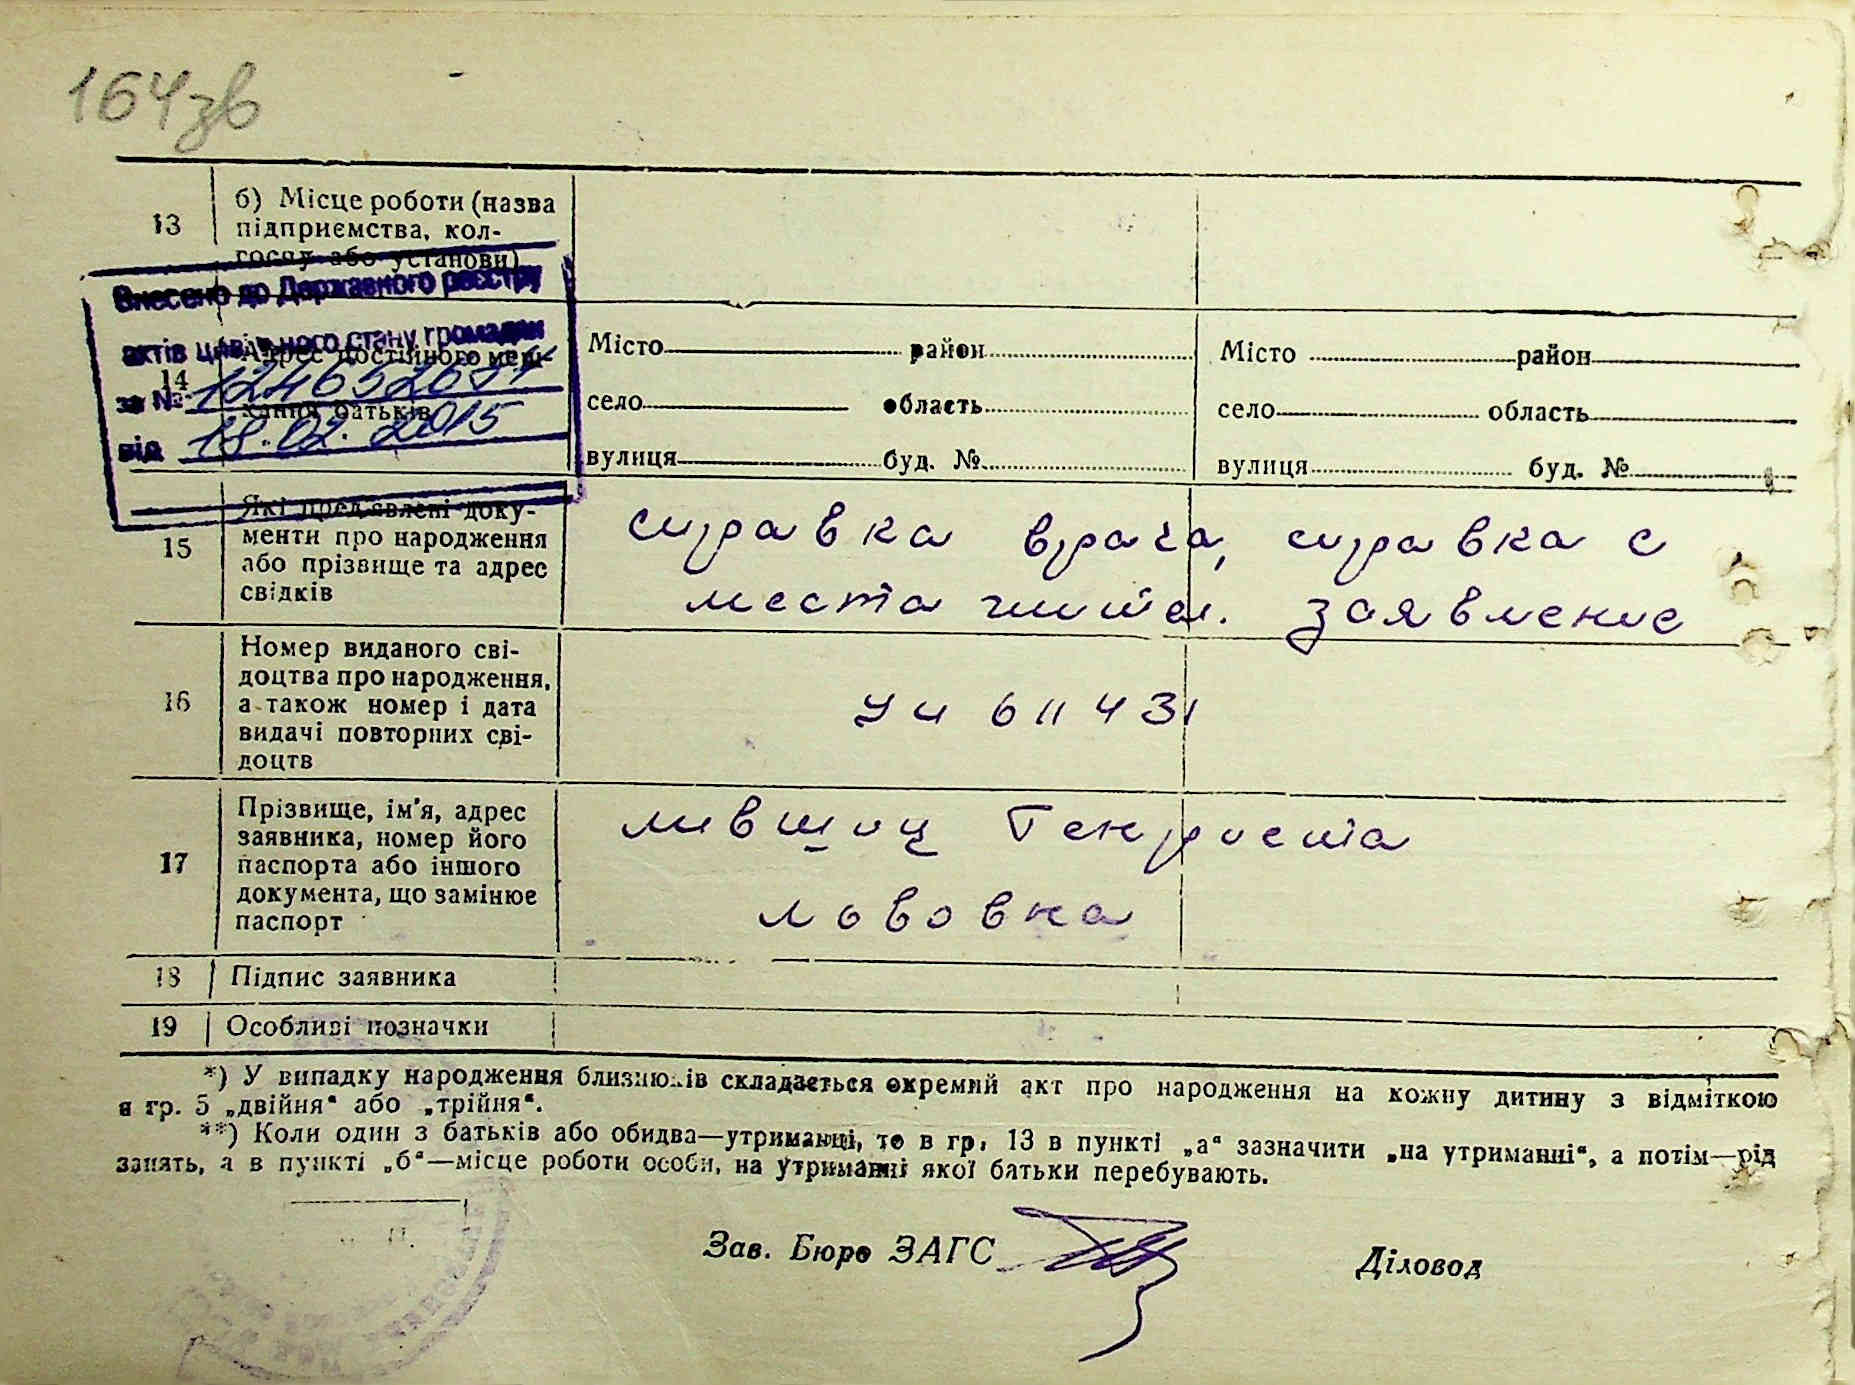 164зв
13
б) Місце роботи (назва
підприємства, кол-
госпу або установи)
Внесено до Державного реєстру
актів цивільного стану громадян
за №
від 18.02.2015
14
Адрес постійного меш-
кання батьків
Місто район
село область
вулиця буд. №
Місто район
село область
вулиця буд. №
15
Які пред'явлені доку-
менти про народження
або прізвище та адрес
свідків
справка врача, справка с
места жит. заявление
16
Номер виданого сві-
доцтва про народження,
а також номер і дата
видачі повторних сві-
доцтв
УЧ 611431
17
Прізвище, ім'я, адрес
заявника, номер його
паспорта або іншого
документа, що замінює
паспорт
Лившиц Генриета
Львовна
18 Підпис заявника
19 Особливі позначки
*) У випадку народження близнюків складається окремий акт про народження на кожну дитину з відміткою
в гр. 5 „двійня“ або „трійня“.
**) Коли один з батьків або обидва—утриманці, то в гр. 13 в пункті „а“ зазначити „на утриманні“, а потім—рід
занять, а в пункті „б“—місце роботи особи, на утриманні якої батьки перебувають.
Зав. Бюро ЗАГС
Діловод